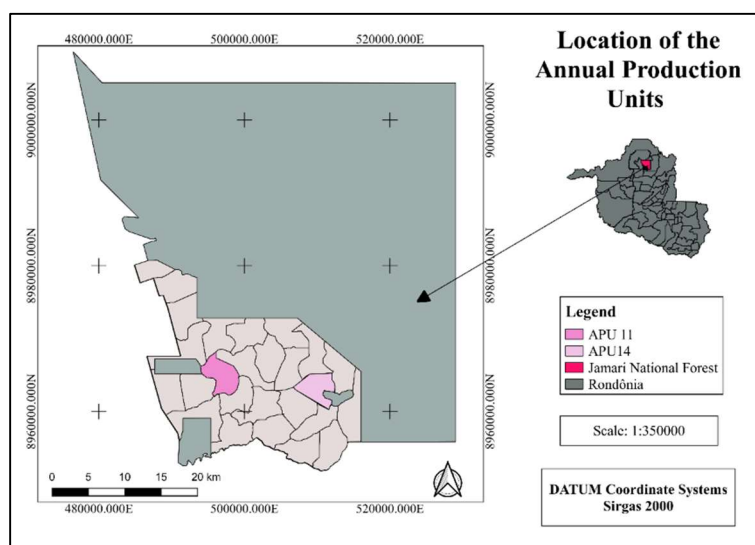 480000.000E 500000.000E 520000.000E
Location of the
Annual Production
Units
9000000.000N 9000000.000N
8980000.000N 8980000.000N
8960000.000N 8960000.000N
Legend
APU 11
APU14
Jamari National Forest
Rondônia
Scale: 1:350000
DATUM Coordinate Systems
Sirgas 2000
0 5 10 15 20 km
480000.000E 500000.000E 520000.000E